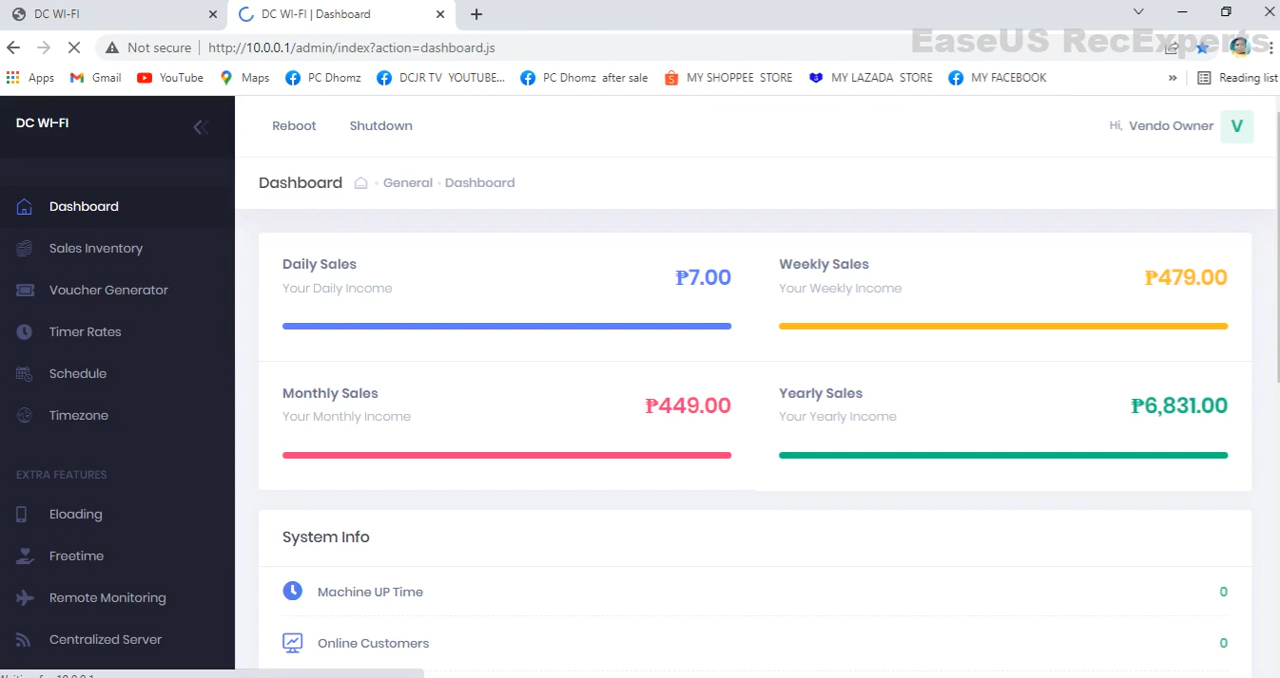 DC WI-FI
DC WI-FI | Dashboard
Not secure
http://10.0.0.1/admin/index?action=dashboard.js
EaseUS RecExperts
Apps
Gmail
YouTube
Maps
PC Dhomz
DCJR TV YOUTUBE...
PC Dhomz after sale
MY SHOPPEE STORE
MY LAZADA STORE
MY FACEBOOK
»
Reading list
DC WI-FI
Reboot
Shutdown
Hi, Vendo Owner
V
Dashboard
General
Dashboard
Dashboard
Sales Inventory
Voucher Generator
Timer Rates
Schedule
Timezone
EXTRA FEATURES
Eloading
Freetime
Remote Monitoring
Centralized Server
Daily Sales
Your Daily Income
₱7.00
Weekly Sales
Your Weekly Income
₱479.00
Monthly Sales
Your Monthly Income
₱449.00
Yearly Sales
Your Yearly Income
₱6,831.00
System Info
Machine UP Time
0
Online Customers
0